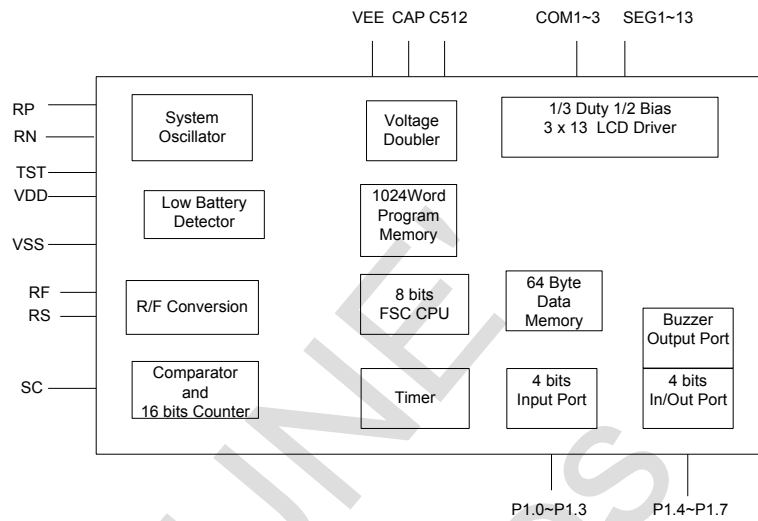 VEE CAP C512 COM1~3 SEG1~13
RP
RN
TST
VDD
VSS
RF
RS
SC
System
Oscillator
Voltage
Doubler
1/3 Duty 1/2 Bias
3 x 13 LCD Driver
Low Battery
Detector
1024Word
Program
Memory
R/F Conversion
8 bits
FSC CPU
64 Byte
Data
Memory
Buzzer
Output Port
Comparator
and
16 bits Counter
Timer
4 bits
Input Port
4 bits
In/Out Port
P1.0~P1.3 P1.4~P1.7